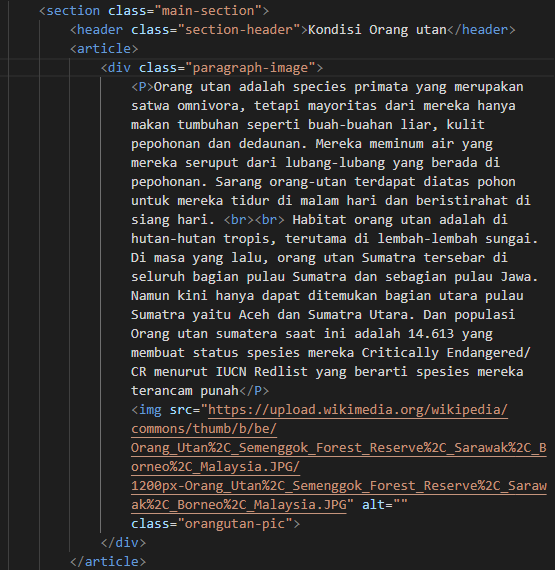 <section class="main-section">
<header class="section-header">Kondisi Orang utan</header>
<article>
<div class="paragraph-image">
<P>Orang utan adalah species primata yang merupakan
satwa omnivora, tetapi mayoritas dari mereka hanya
makan tumbuhan seperti buah-buahan liar, kulit
pepohonan dan dedaunan. Mereka meminum air yang
mereka seruput dari lubang-lubang yang berada di
pepohonan. Sarang orang-utan terdapat diatas pohon
untuk mereka tidur di malam hari dan beristirahat di
siang hari. <br><br> Habitat orang utan adalah di
hutan-hutan tropis, terutama di lembah-lembah sungai.
Di masa yang lalu, orang utan Sumatra tersebar di
seluruh bagian pulau Sumatra dan sebagian pulau Jawa.
Namun kini hanya dapat ditemukan bagian utara pulau
Sumatra yaitu Aceh dan Sumatra Utara. Dan populasi
Orang utan sumatera saat ini adalah 14.613 yang
membuat status spesies mereka Critically Endangered/
CR menurut IUCN Redlist yang berarti spesies mereka
terancam punah</P>
<img src="https://upload.wikimedia.org/wikipedia/
commons/thumb/b/be/
Orang_Utan%2C_Semenggok_Forest_Reserve%2C_Sarawak%2C_B
orneo%2C_Malaysia.JPG/
1200px-Orang_Utan%2C_Semenggok_Forest_Reserve%2C_Saraw
ak%2C_Borneo%2C_Malaysia.JPG" alt=""
class="orangutan-pic">
</div>
</article>